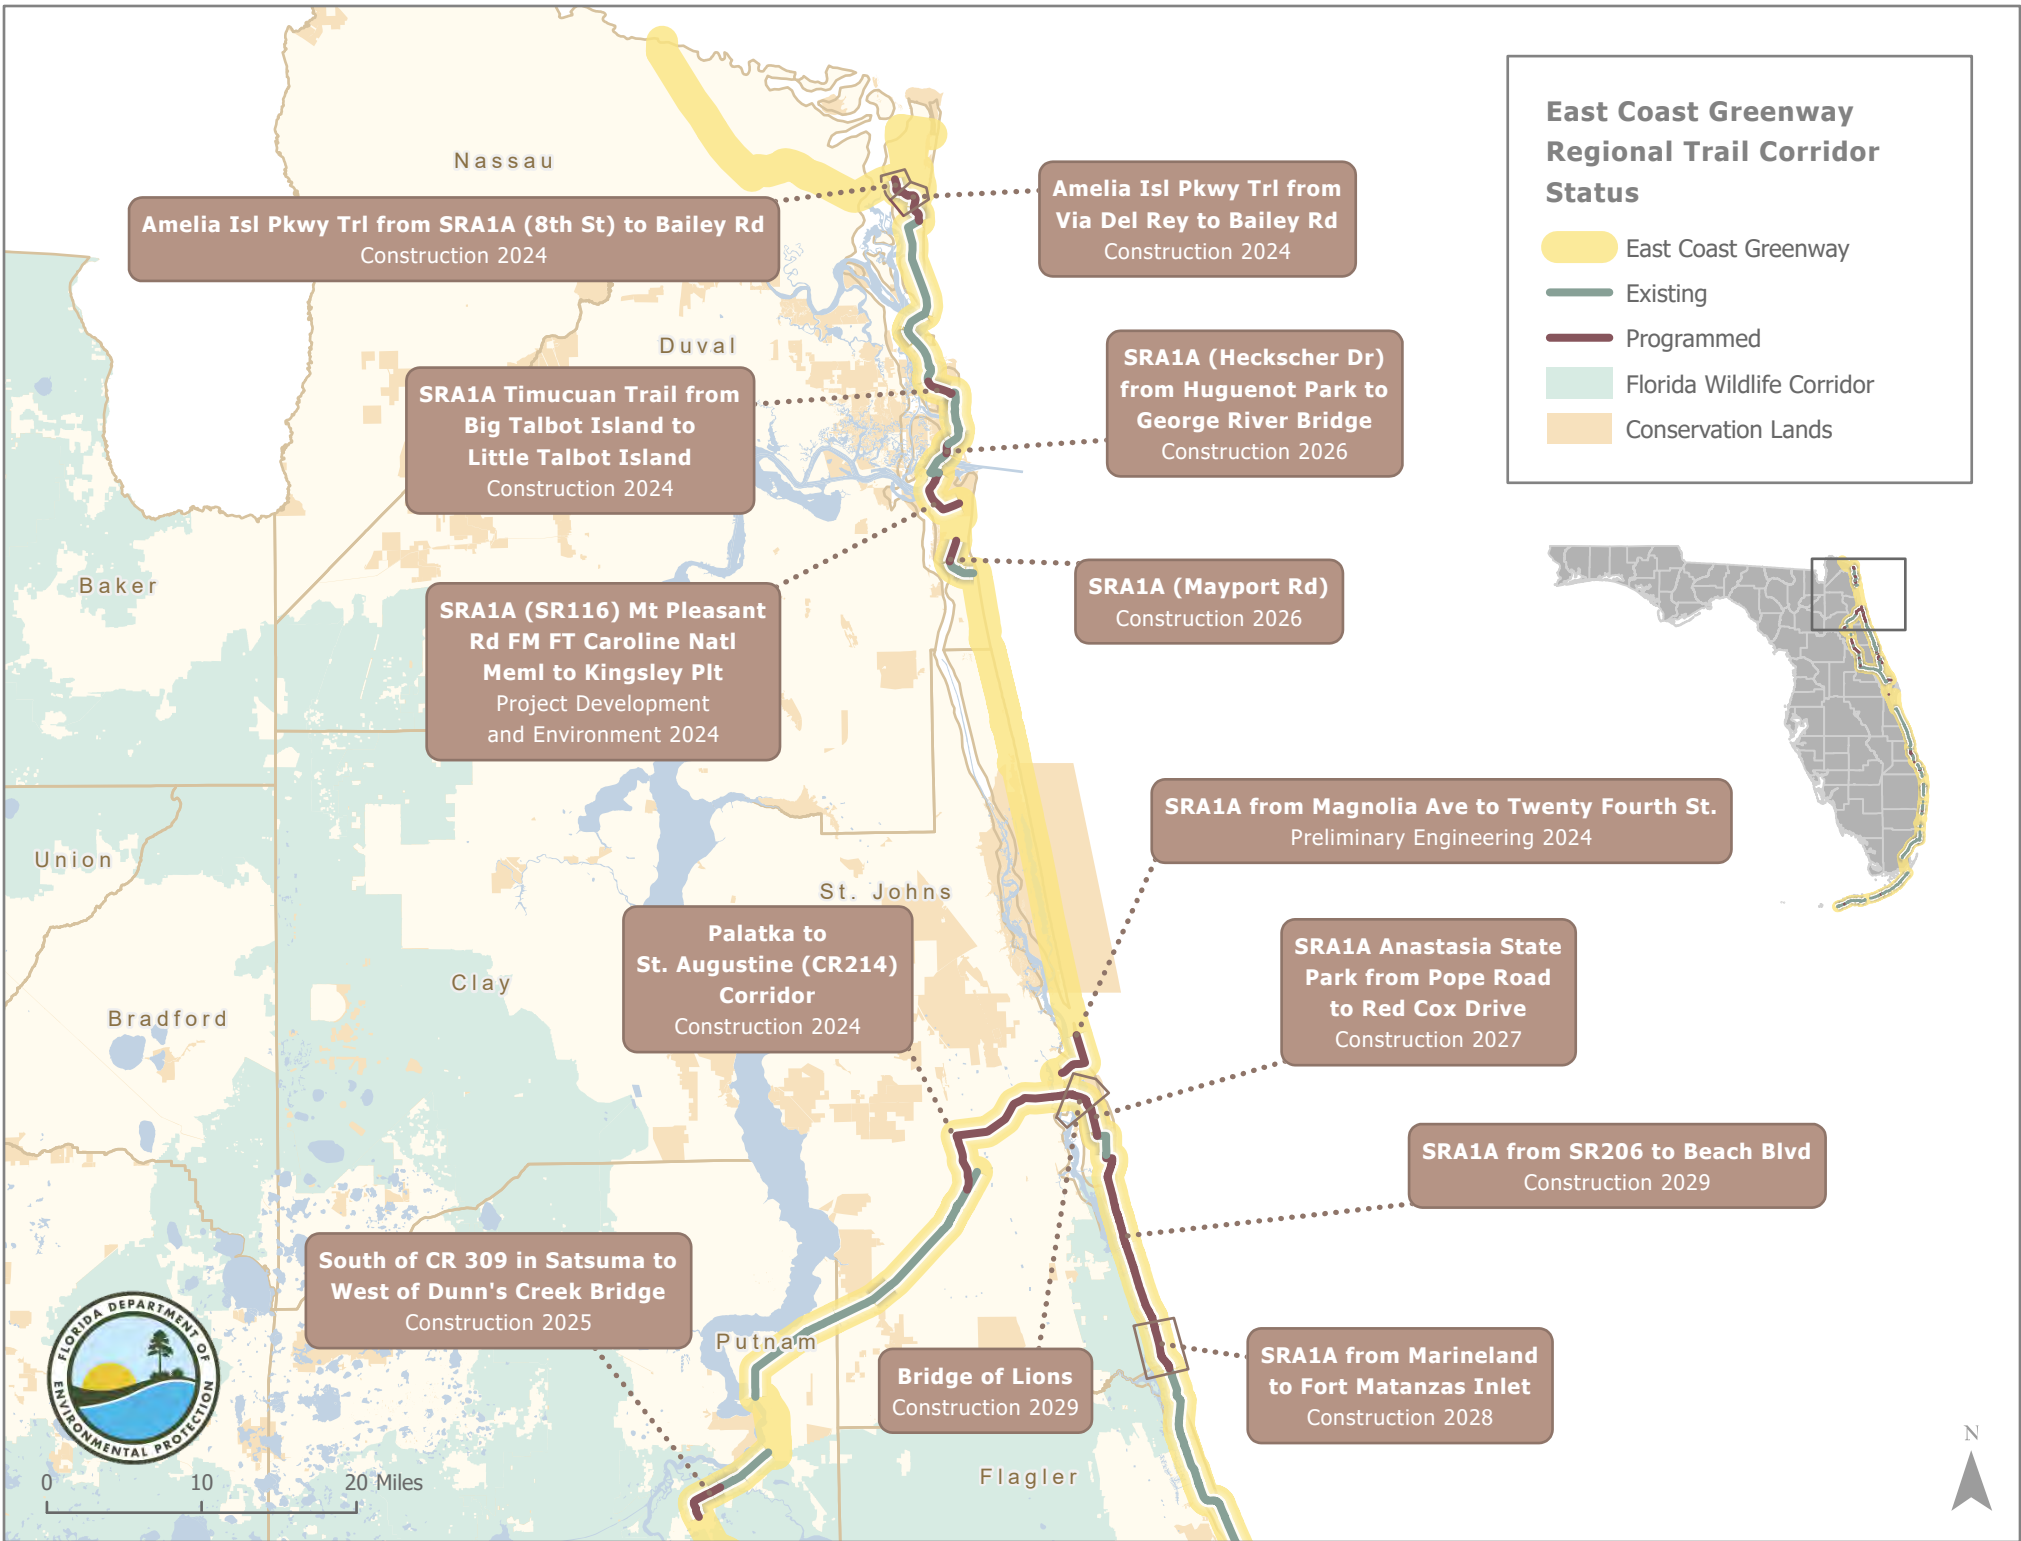 East Coast Greenway
Regional Trail Corridor
Status
East Coast Greenway
Existing
Programmed
Florida Wildlife Corridor
Conservation Lands
Nassau
Amelia Isl Pkwy Trl from SRA1A (8th St) to Bailey Rd
Construction 2024
Amelia Isl Pkwy Trl from
Via Del Rey to Bailey Rd
Construction 2024
Duval
SRA1A Timucuan Trail from
Big Talbot Island to
Little Talbot Island
Construction 2024
SRA1A (Heckscher Dr)
from Huguenot Park to
George River Bridge
Construction 2026
Baker
SRA1A (SR116) Mt Pleasant
Rd FM FT Caroline Natl
Meml to Kingsley Plt
Project Development
and Environment 2024
SRA1A (Mayport Rd)
Construction 2026
SRA1A from Magnolia Ave to Twenty Fourth St.
Preliminary Engineering 2024
Union
St. Johns
Palatka to
St. Augustine (CR214)
Corridor
Construction 2024
SRA1A Anastasia State
Park from Pope Road
to Red Cox Drive
Construction 2027
Clay
Bradford
SRA1A from SR206 to Beach Blvd
Construction 2029
South of CR 309 in Satsuma to
West of Dunn's Creek Bridge
Construction 2025
Putnam
Bridge of Lions
Construction 2029
SRA1A from Marineland
to Fort Matanzas Inlet
Construction 2028
Flagler
FLORIDA DEPARTMENT OF
ENVIRONMENTAL PROTECTION
0 10 20 Miles
N